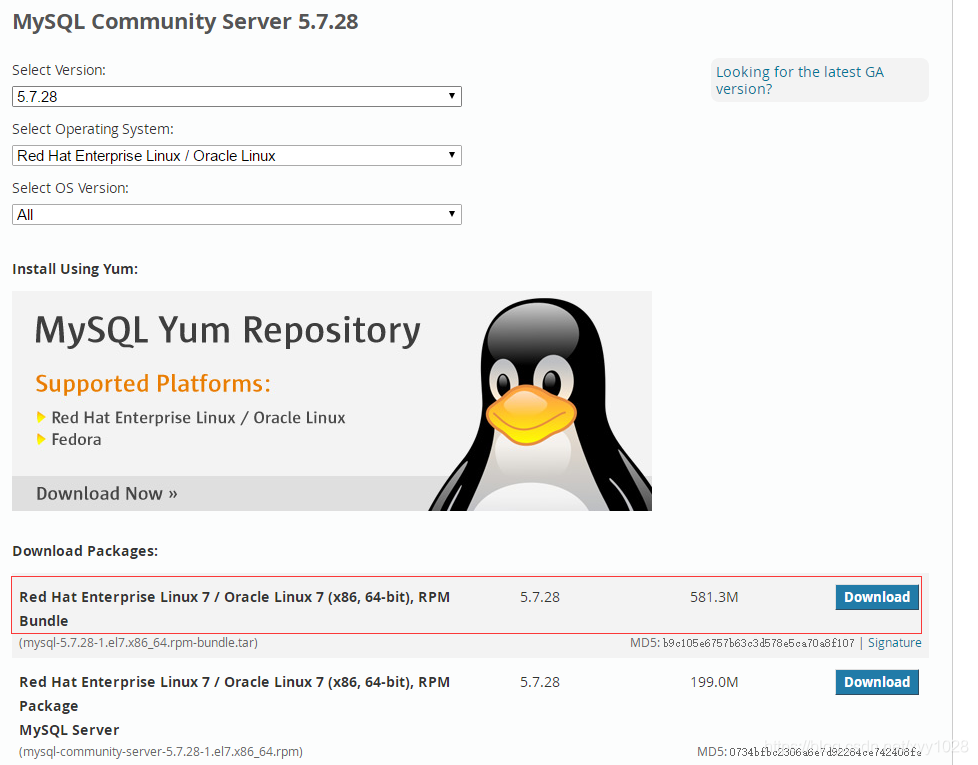 MySQL Community Server 5.7.28
Select Version:
5.7.28
Looking for the latest GA
version?
Select Operating System:
Red Hat Enterprise Linux / Oracle Linux
Select OS Version:
All
Install Using Yum:
MySQL Yum Repository
Supported Platforms:
Red Hat Enterprise Linux / Oracle Linux
Fedora
Download Now »
Download Packages:
Red Hat Enterprise Linux 7 / Oracle Linux 7 (x86, 64-bit), RPM 5.7.28 581.3M Download
Bundle
(mysql-5.7.28-1.el7.x86_64.rpm-bundle.tar) MD5: b9c105e6757b63c3d578e5ca70a8f107 | Signature
Red Hat Enterprise Linux 7 / Oracle Linux 7 (x86, 64-bit), RPM 5.7.28 199.0M Download
Package
MySQL Server
(mysql-community-server-5.7.28-1.el7.x86_64.rpm) MD5: